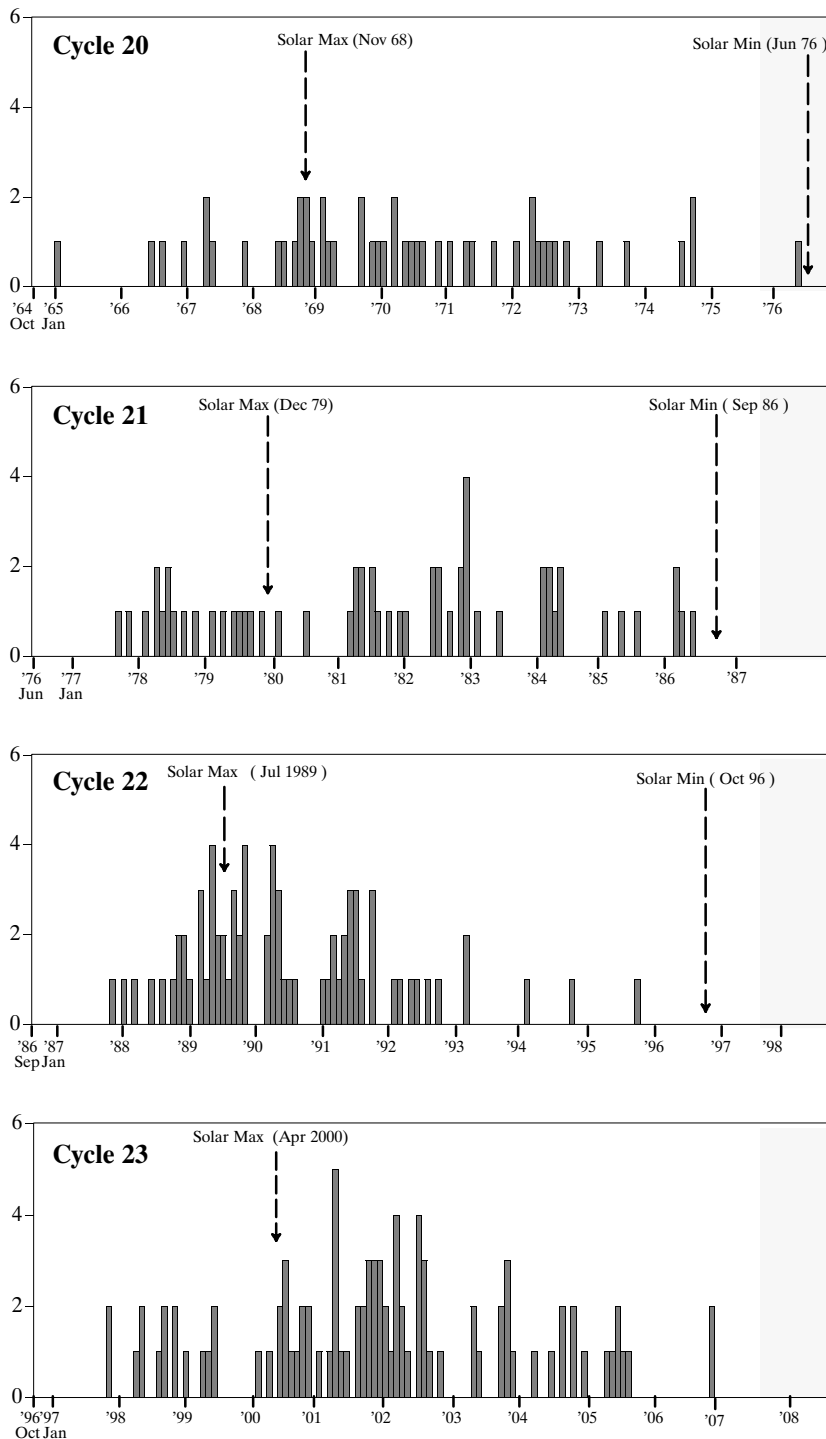 6
Cycle 20
Solar Max (Nov 68)
Solar Min (Jun 76 )
4
2
0
’64 ’65 ’66 ’67 ’68 ’69 ’70 ’71 ’72 ’73 ’74 ’75 ’76
Oct Jan
6
Cycle 21
Solar Max (Dec 79)
Solar Min ( Sep 86 )
4
2
0
’76 ’77 ’78 ’79 ’80 ’81 ’82 ’83 ’84 ’85 ’86 ’87
Jun Jan
6
Cycle 22
Solar Max ( Jul 1989 )
Solar Min ( Oct 96 )
4
2
0
’86 ’87 ’88 ’89 ’90 ’91 ’92 ’93 ’94 ’95 ’96 ’97 ’98
Sep Jan
6
Cycle 23
Solar Max (Apr 2000)
4
2
0
’96 ’97 ’98 ’99 ’00 ’01 ’02 ’03 ’04 ’05 ’06 ’07 ’08
Oct Jan